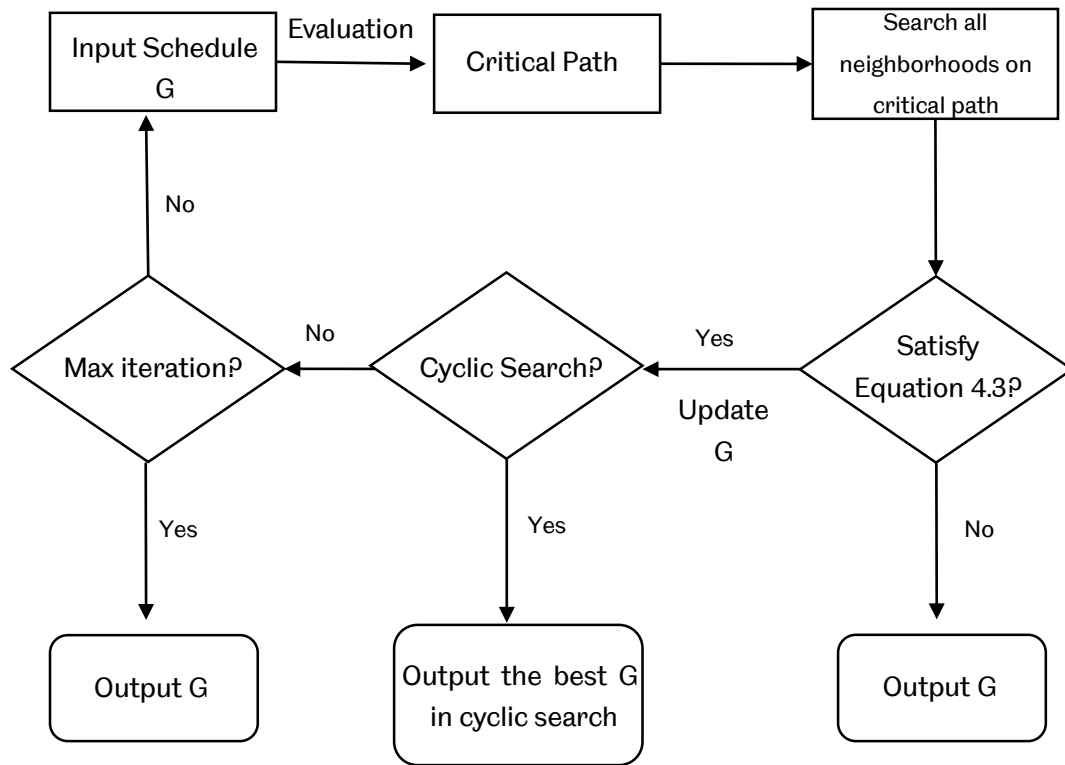 Input Schedule
G
Evaluation
Critical Path
Search all
neighborhoods on
critical path
No
Max iteration?
No
Cyclic Search?
Yes
Update
G
Satisfy
Equation 4.3?
Yes
Yes
No
Output G
Output the best G
in cyclic search
Output G